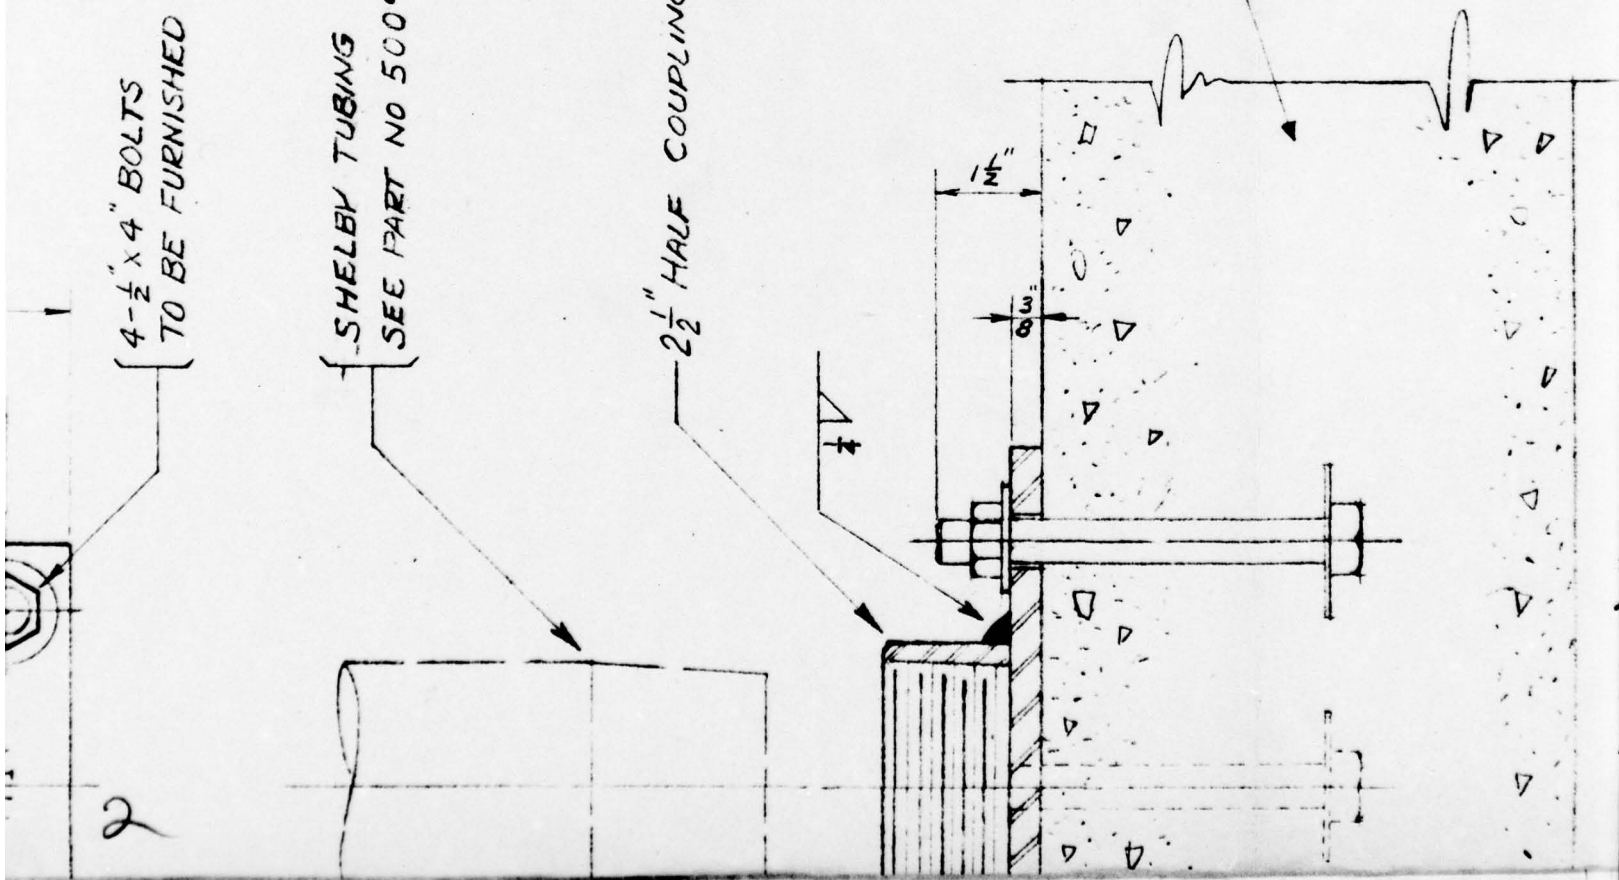 4-1/2" x 4" BOLTS
TO BE FURNISHED
SHELBY TUBING
SEE PART NO 500
2 1/2" HALF COUPLING
1/4
1 1/2"
3/8"
2